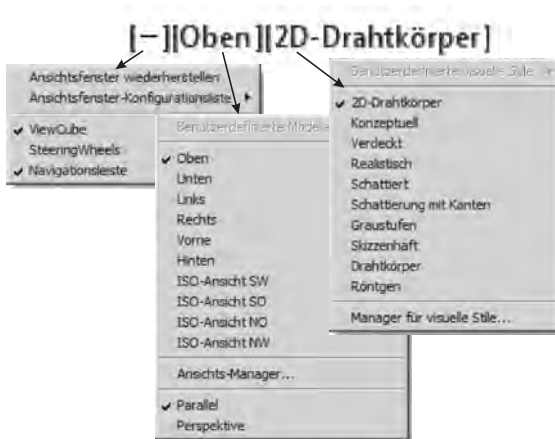 [−][Oben][2D-Drahtkörper]
Ansichtsfenster wiederherstellen
Ansichtsfenster-Konfigurationsliste
ViewCube
SteeringWheels
Navigationsleiste
Benutzerdefinierte Modella
Oben
Unten
Links
Rechts
Vorne
Hinten
ISO-Ansicht SW
ISO-Ansicht SO
ISO-Ansicht NO
ISO-Ansicht NW
Ansichts-Manager...
Parallel
Perspektive
Benutzerdefinierte visuelle Stile
2D-Drahtkörper
Konzeptuell
Verdeckt
Realistisch
Schattiert
Schattierung mit Kanten
Graustufen
Skizzenhaft
Drahtkörper
Röntgen
Manager für visuelle Stile...